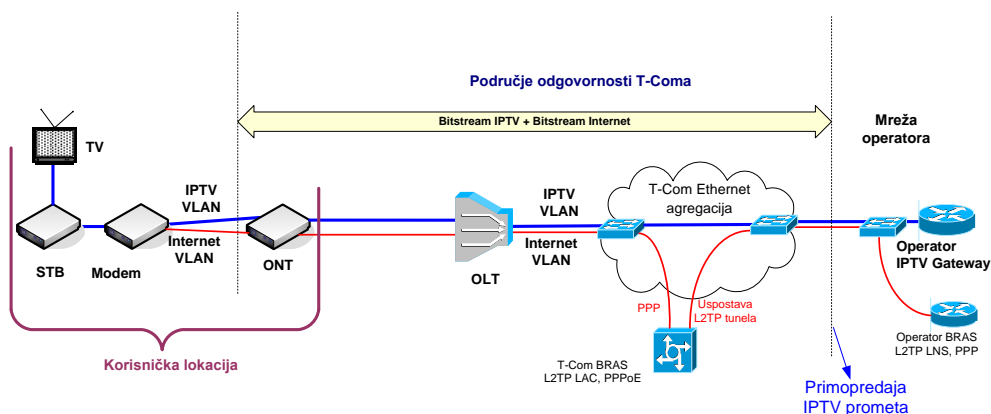 Područje odgovornosti T-Coma
Bitstream IPTV + Bitstream Internet
Mreža
operatora
TV
IPTV
VLAN
Internet
VLAN
STB
Modem
ONT
OLT
IPTV
VLAN
Internet
VLAN
T-Com Ethernet
agregacija
Operator
IPTV Gateway
PPP
Uspostava
L2TP tunela
T-Com BRAS
L2TP LAC, PPPoE
Operator BRAS
L2TP LNS, PPP
Korisnička lokacija
Primopredaja
IPTV prometa